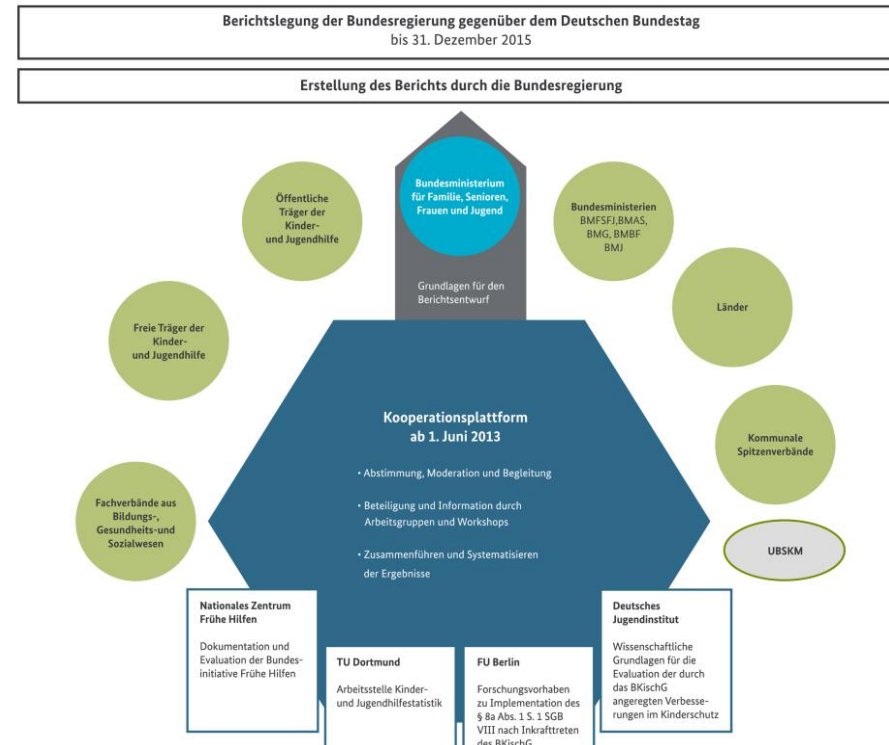 Berichtslegung der Bundesregierung gegenüber dem Deutschen Bundestag
bis 31. Dezember 2015
Erstellung des Berichts durch die Bundesregierung
Bundesministerium
für Familie, Senioren,
Frauen und Jugend
Grundlagen für den
Berichtsentwurf
Öffentliche
Träger der
Kinder-
und Jugendhilfe
Bundesministerien
BMFSFJ,BMAS,
BMG, BMBF
BMJ
Freie Träger der
Kinder-
und Jugendhilfe
Länder
Kooperationsplattform
ab 1. Juni 2013
• Abstimmung, Moderation und Begleitung
• Beteiligung und Information durch
Arbeitsgruppen und Workshops
• Zusammenführen und Systematisieren
der Ergebnisse
Kommunale
Spitzenverbände
Fachverbände aus
Bildungs-,
Gesundheits-und
Sozialwesen
UBSKM
Nationales Zentrum
Frühe Hilfen
Dokumentation und
Evaluation der Bundes-
initiative Frühe Hilfen
TU Dortmund
Arbeitsstelle Kinder-
und Jugendhilfestatistik
FU Berlin
Forschungsvorhaben
zu Implementation des
§ 8a Abs. 1 S. 1 SGB
VIII nach Inkrafttreten
des BKischG
Deutsches
Jugendinstitut
Wissenschaftliche
Grundlagen für die
Evaluation der durch
das BKischG
angeregten Verbesse-
rungen im Kinderschutz